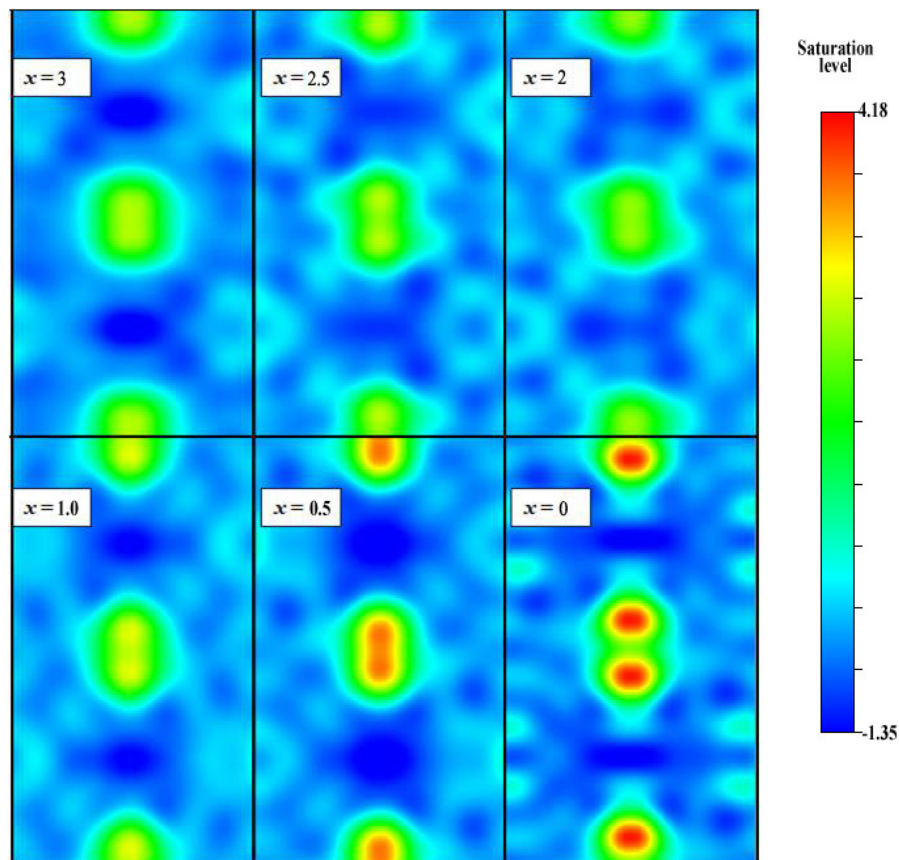 x = 3
x = 2.5
x = 2
Saturation
level
4.18
x = 1.0
x = 0.5
x = 0
-1.35